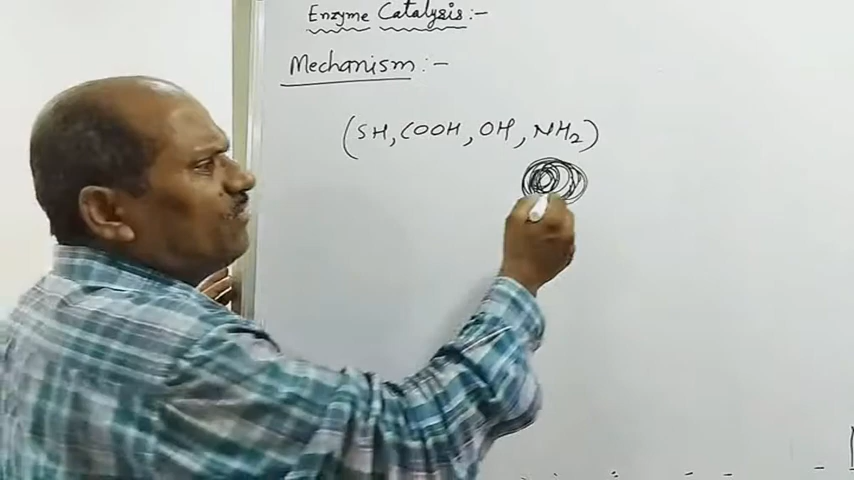 Enzyme Catalysis :-
Mechanism :-
(SH, COOH, OH, NH₂)